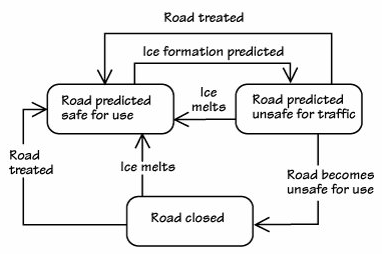 Road treated
Ice formation predicted
Road predicted
safe for use
Ice
melts
Road predicted
unsafe for traffic
Road
treated
Ice melts
Road becomes
unsafe for use
Road closed